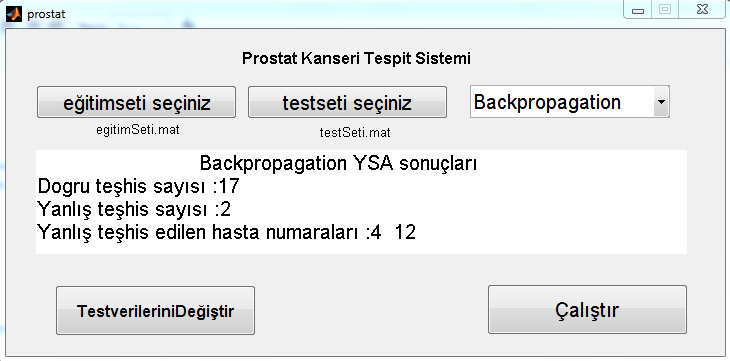 prostat
Prostat Kanseri Tespit Sistemi
eğitimseti seçiniz
testseti seçiniz
Backpropagation
egitimSeti.mat
testSeti.mat
Backpropagation YSA sonuçları
Dogru teşhis sayısı :17
Yanlış teşhis sayısı :2
Yanlış teşhis edilen hasta numaraları :4  12
TestverileriniDeğiştir
Çalıştır